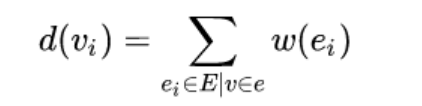 d(v_i) = \sum_{e_i \in E | v \in e} w(e_i)